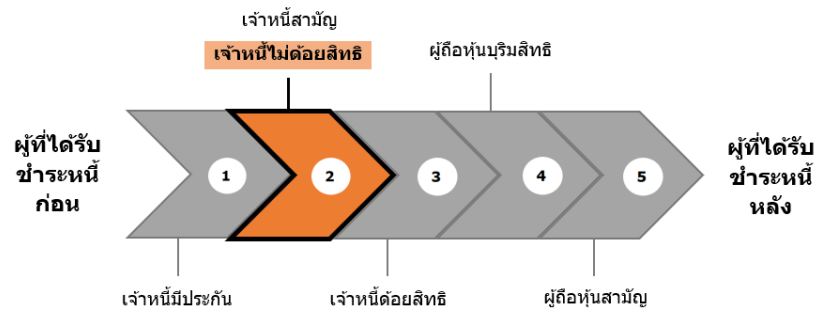 เจ้าหนี้สามัญ
เจ้าหนี้ไม่ด้อยสิทธิ
ผู้ถือหุ้นบุริมสิทธิ
ผู้ที่ได้รับ
ชำระหนี้
ก่อน
1
2
3
4
5
ผู้ที่ได้รับ
ชำระหนี้
หลัง
เจ้าหนี้มีประกัน
เจ้าหนี้ด้อยสิทธิ
ผู้ถือหุ้นสามัญ